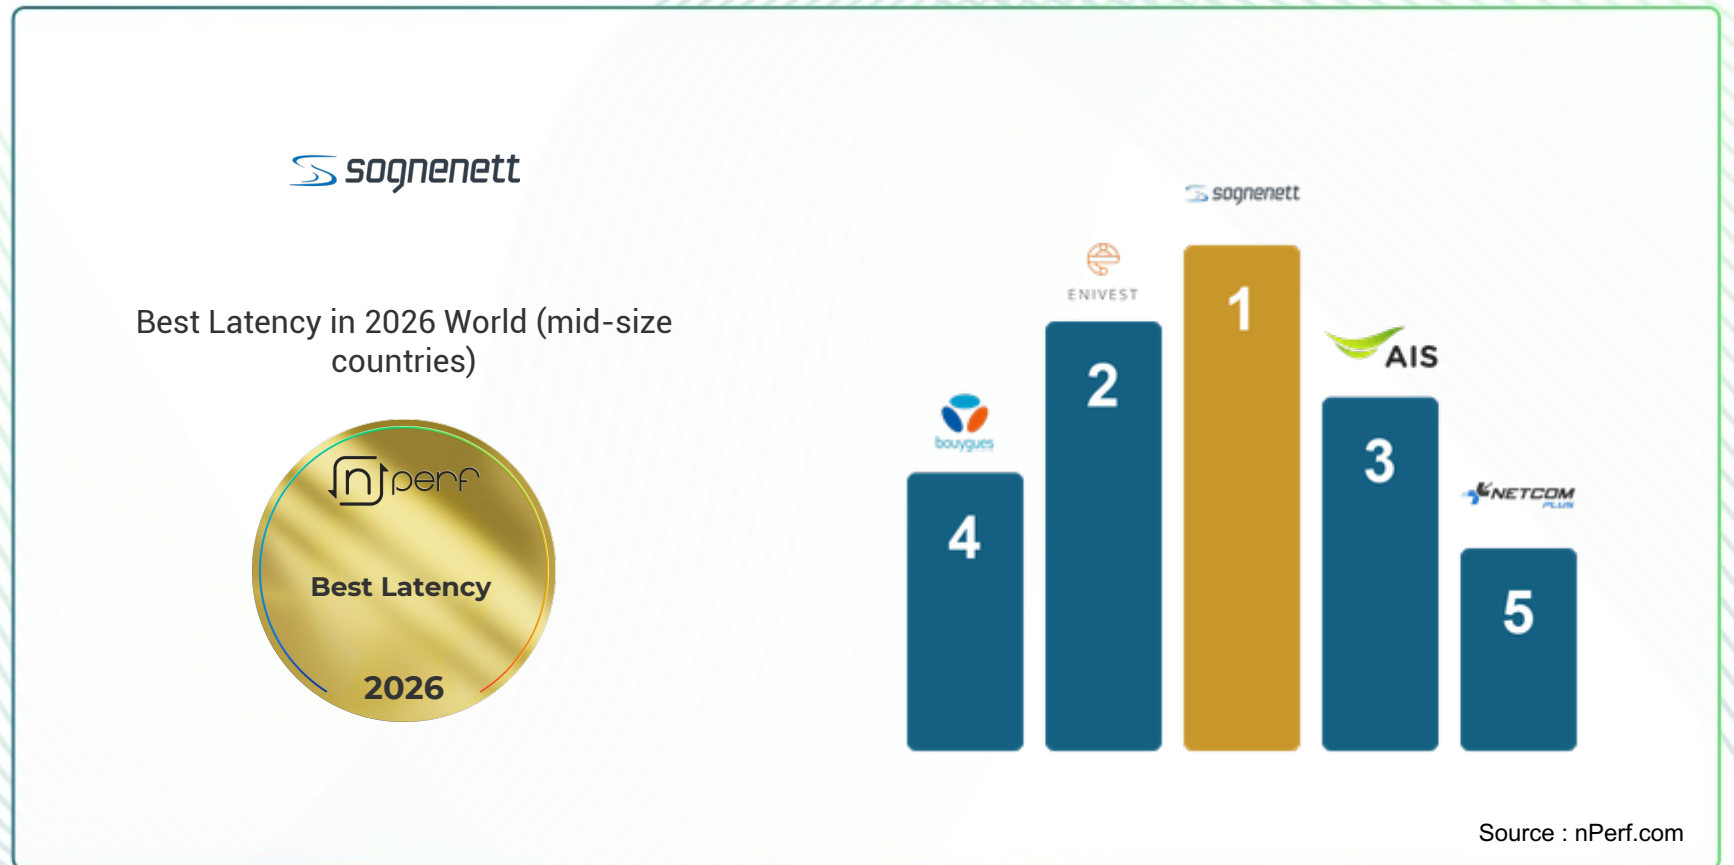 sognenett
Best Latency in 2026 World (mid-size
countries)
nperf
Best Latency
2026
sognenett
1
ENIVEST
2
AIS
3
bouygues
4
NETCOM
PLUS
5
Source : nPerf.com